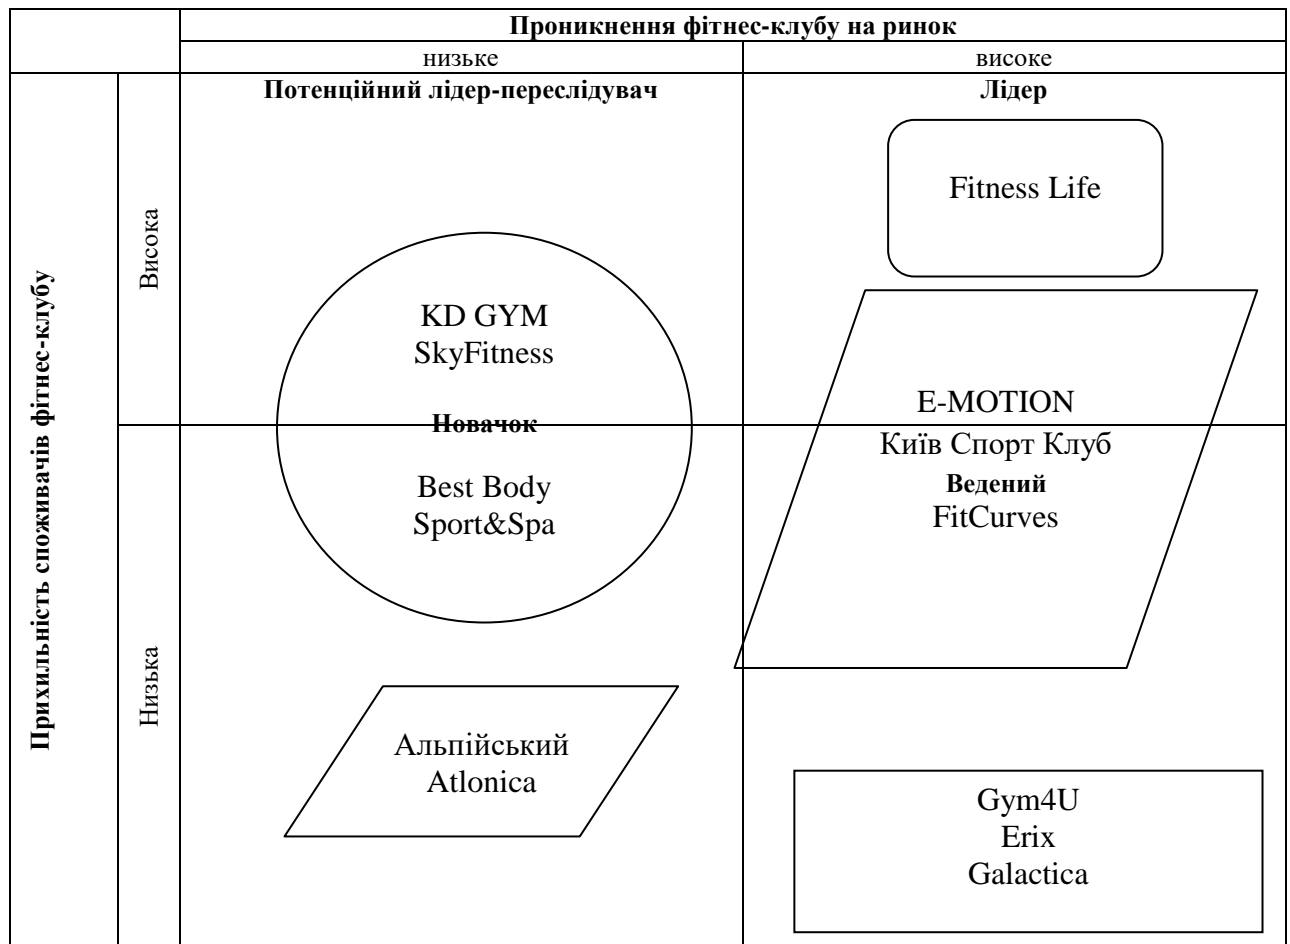 Проникнення фітнес-клубу на ринок
низьке
високе
Прихильність споживачів фітнес-клубу
Висока
Потенційний лідер-переслідувач
KD GYM
SkyFitness
Лідер
Fitness Life
E-MOTION
Низька
Новачок
Best Body
Sport&Spa
Альпійський
Atlonica
Київ Спорт Клуб
Ведений
FitCurves
Gym4U
Erix
Galactica